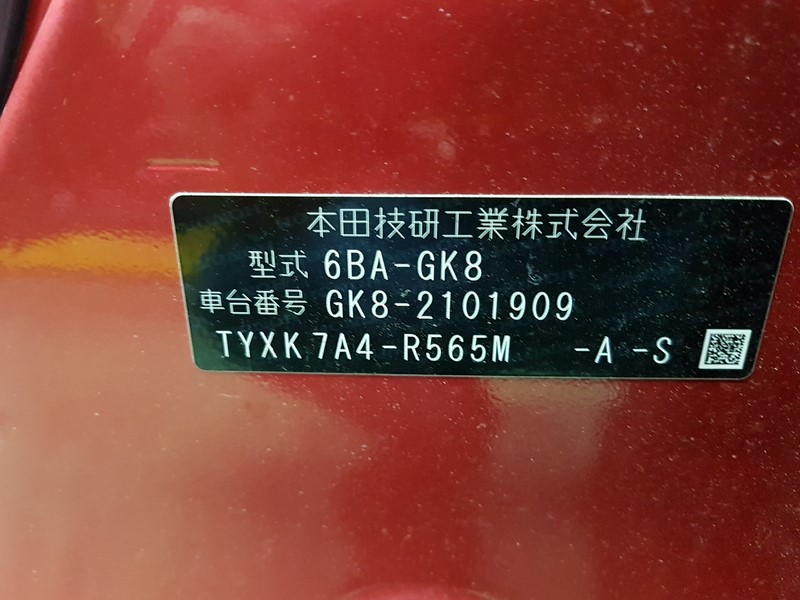 本田技研工業株式会社
型式 6BA-GK8
車台番号 GK8-2101909
TYXK7A4-R565M -A -S